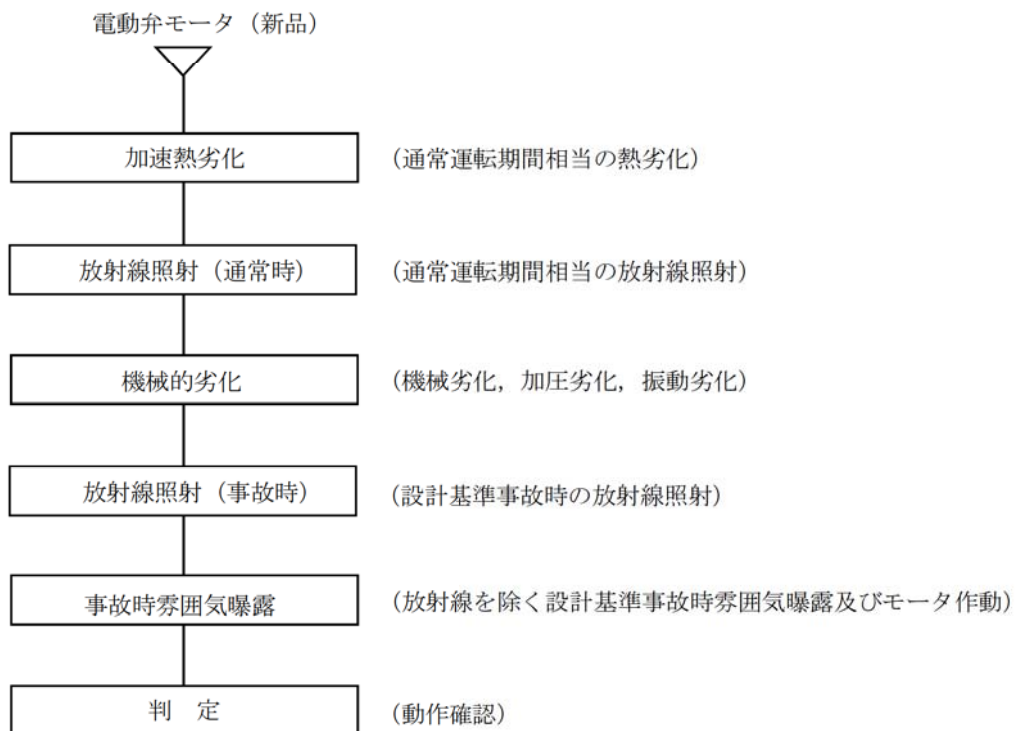 電動弁モータ（新品）
加速熱劣化
（通常運転期間相当の熱劣化）
放射線照射（通常時）
（通常運転期間相当の放射線照射）
機械的劣化
（機械劣化，加圧劣化，振動劣化）
放射線照射（事故時）
（設計基準事故時の放射線照射）
事故時雰囲気曝露
（放射線を除く設計基準事故時雰囲気曝露及びモータ作動）
判　定
（動作確認）